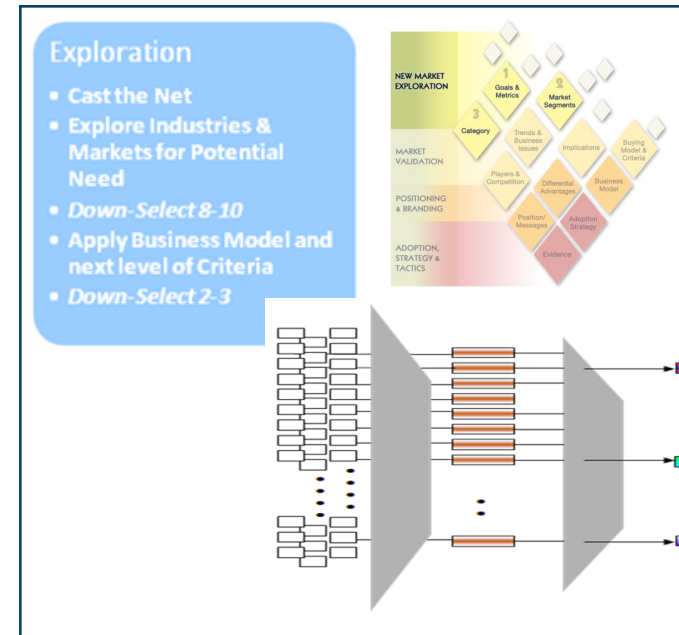 Exploration
• Cast the Net
• Explore Industries &
Markets for Potential
Need
• Down-Select 8-10
• Apply Business Model and
next level of Criteria
• Down-Select 2-3
NEW MARKET
EXPLORATION
1
Goals &
Metrics
2
Market
Segments
3
Category
MARKET
VALIDATION
Trends &
Business
Issues
Implications
Buying
Model &
Criteria
Players &
Competition
Differential
Advantages
Business
Model
POSITIONING
& BRANDING
Position/
Messages
Adoption
Strategy
ADOPTION,
STRATEGY &
TACTICS
Evidence